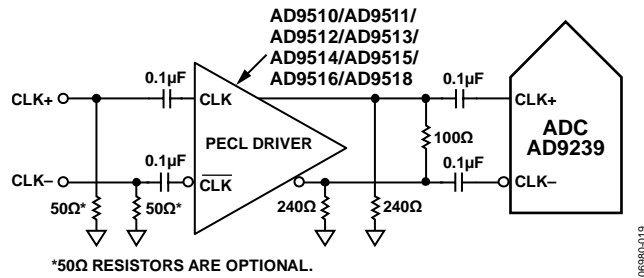 AD9510/AD9511/
AD9512/AD9513/
AD9514/AD9515/
AD9516/AD9518
0.1µF
0.1µF
CLK+
CLK
CLK+
PECL DRIVER
100Ω
ADC
AD9239
0.1µF
0.1µF
CLK–
CLK
CLK–
50Ω*
50Ω*
240Ω
240Ω
*50Ω RESISTORS ARE OPTIONAL.
06980-019